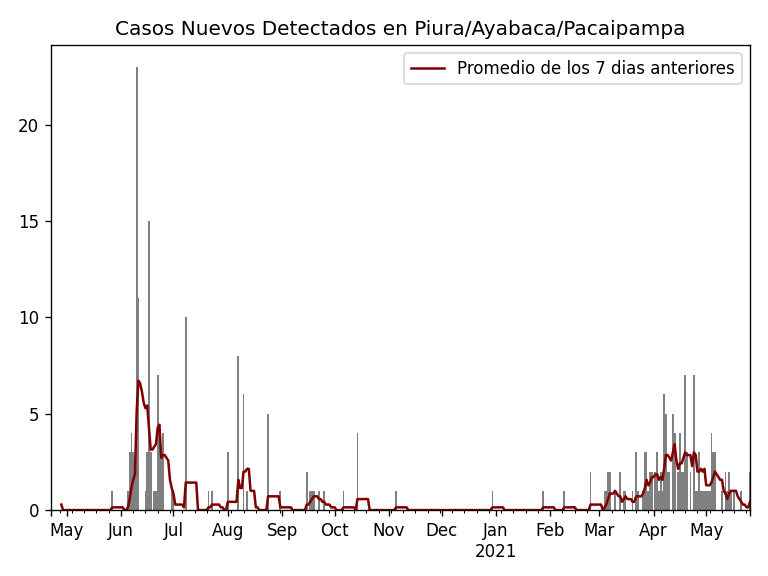 Casos Nuevos Detectados en Piura/Ayabaca/Pacaipampa
Promedio de los 7 dias anteriores
20
15
10
5
0
May Jun Jul Aug Sep Oct Nov Dec Jan Feb Mar Apr May
2021